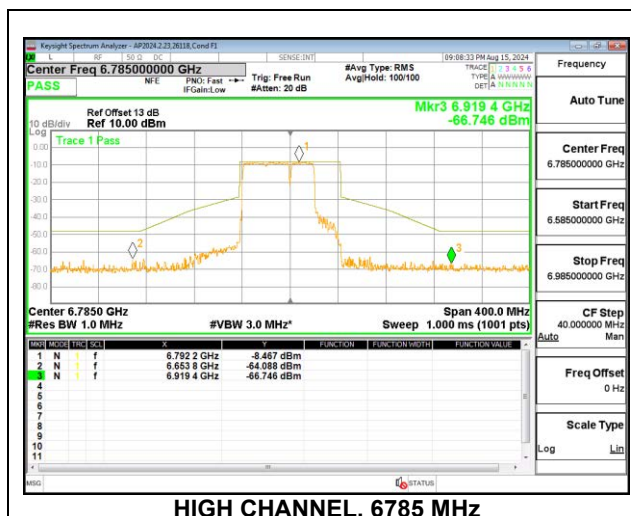 Keysight Spectrum Analyzer - AP2024.2.23,26118,Cond F1
L RF 50 Ω DC SENSE:INT 09:08:33 PM Aug 15, 2024
Center Freq 6.785000000 GHz
PASS
NFE
PNO: Fast
IFGain:Low
Trig: Free Run
#Atten: 20 dB
#Avg Type: RMS
Avg|Hold: 100/100
TRACE 1 2 3 4 5 6
TYPE A WWWWW
DET A N N N N N
Ref Offset 13 dB
10 dB/div Ref 10.00 dBm
Mkr3 6.919 4 GHz
-66.746 dBm
Log
Trace 1 Pass
0.00
-10.0
-20.0
-30.0
-40.0
-50.0
-60.0
-70.0
-80.0
1
2
3
Center 6.7850 GHz Span 400.0 MHz
#Res BW 1.0 MHz #VBW 3.0 MHz* Sweep 1.000 ms (1001 pts)
MKR MODE TRC SCL X Y FUNCTION FUNCTION WIDTH FUNCTION VALUE
1 N 1 f 6.792 2 GHz -8.467 dBm
2 N 1 f 6.653 8 GHz -64.088 dBm
3 N 1 f 6.919 4 GHz -66.746 dBm
4
5
6
7
8
9
10
11
MSG STATUS
Frequency
Auto Tune
Center Freq
6.785000000 GHz
Start Freq
6.585000000 GHz
Stop Freq
6.985000000 GHz
CF Step
40.000000 MHz
Auto Man
Freq Offset
0 Hz
Scale Type
Log Lin
HIGH CHANNEL, 6785 MHz